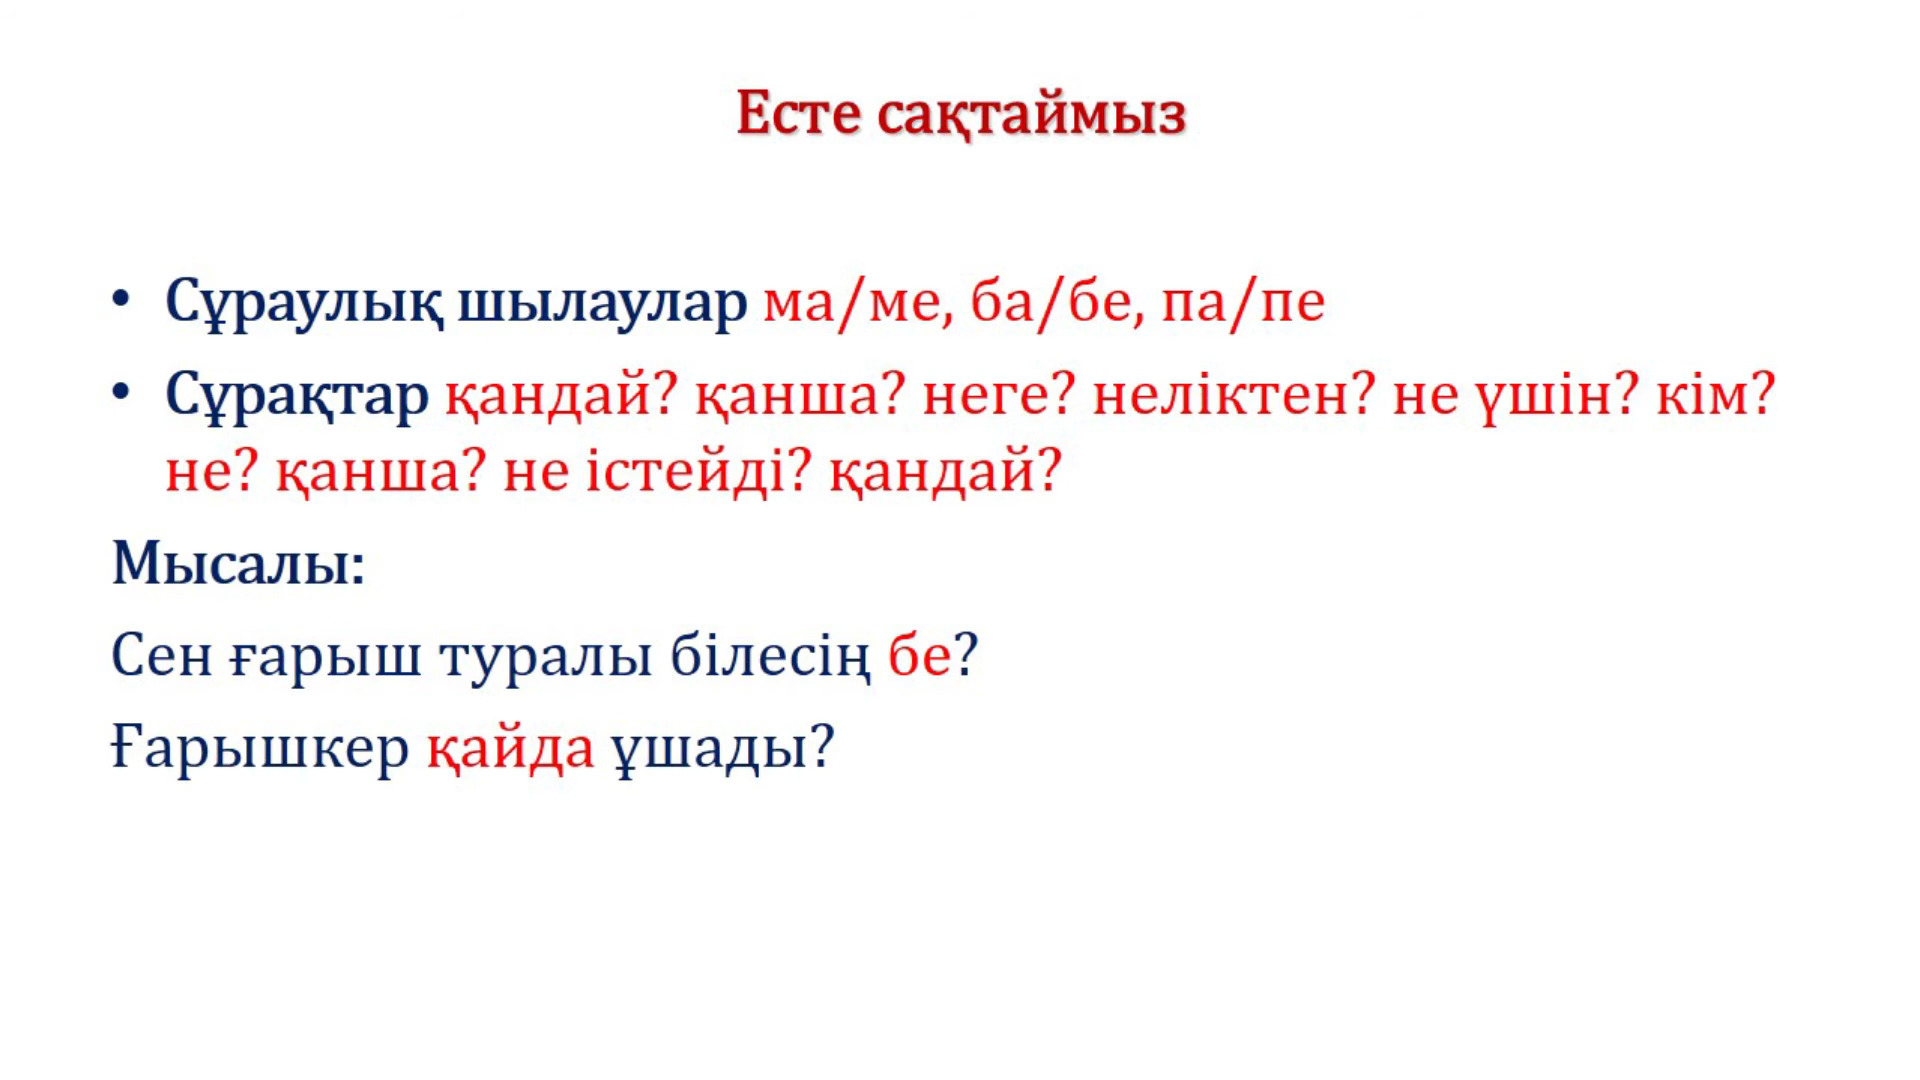 Есте сақтаймыз
• Сұраулық шылаулар ма/ме, ба/бе, па/пе
• Сұрақтар қандай? қанша? неге? неліктен? не үшін? кім?
не? қанша? не істейді? қандай?
Мысалы:
Сен ғарыш туралы білесің бе?
Ғарышкер қайда ұшады?